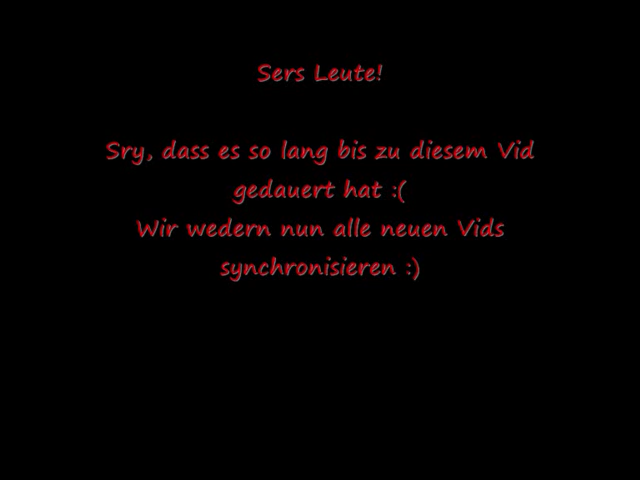 Sers Leute!
Sry, dass es so lang bis zu diesem Vid
gedauert hat :(
Wir wedern nun alle neuen Vids
synchronisieren :)